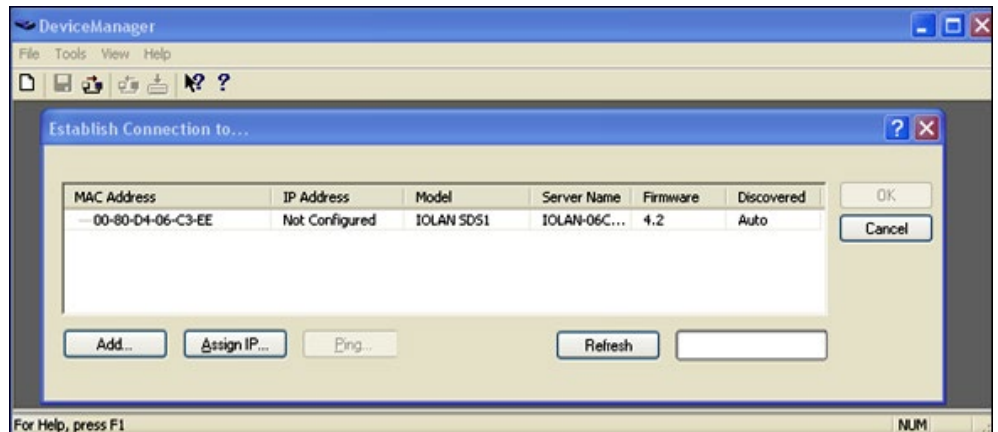 DeviceManager
File Tools View Help
Establish Connection to...
MAC Address IP Address Model Server Name Firmware Discovered
00-80-D4-06-C3-EE Not Configured IOLAN SDS1 IOLAN-06C... 4.2 Auto
OK
Cancel
Add... Assign IP... Ping... Refresh
For Help, press F1 NUM